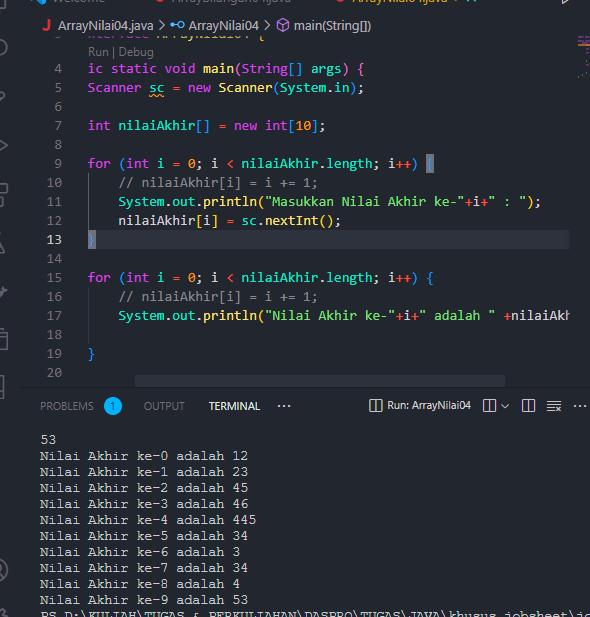 J ArrayNilai04.java > ArrayNilai04 > main(String[])
Run | Debug
4 ic static void main(String[] args) {
5 Scanner sc = new Scanner(System.in);
6
7 int nilaiAkhir[] = new int[10];
8
9 for (int i = 0; i < nilaiAkhir.length; i++) {
10 // nilaiAkhir[i] = i += 1;
11 System.out.println("Masukkan Nilai Akhir ke-"+i+" : ");
12 nilaiAkhir[i] = sc.nextInt();
13 }
14
15 for (int i = 0; i < nilaiAkhir.length; i++) {
16 // nilaiAkhir[i] = i += 1;
17 System.out.println("Nilai Akhir ke-"+i+" adalah " +nilaiAkh
18
19 }
20
PROBLEMS 1 OUTPUT TERMINAL ··· Run: ArrayNilai04 ···
53
Nilai Akhir ke-0 adalah 12
Nilai Akhir ke-1 adalah 23
Nilai Akhir ke-2 adalah 45
Nilai Akhir ke-3 adalah 46
Nilai Akhir ke-4 adalah 445
Nilai Akhir ke-5 adalah 34
Nilai Akhir ke-6 adalah 3
Nilai Akhir ke-7 adalah 34
Nilai Akhir ke-8 adalah 4
Nilai Akhir ke-9 adalah 53